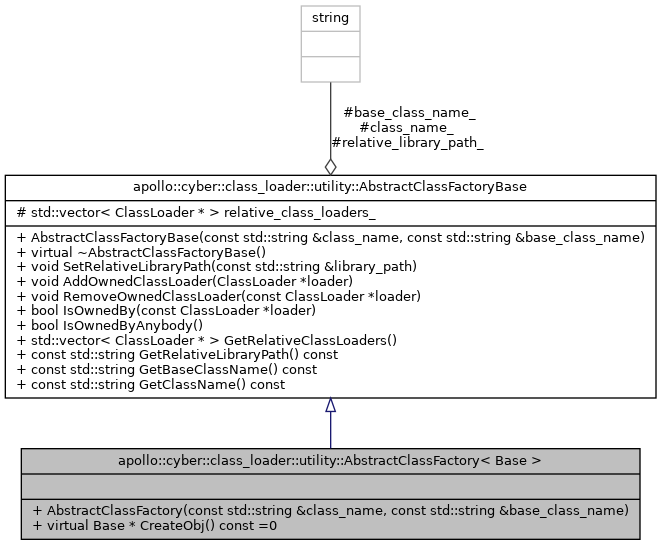 string
#base_class_name_
#class_name_
#relative_library_path_
apollo::cyber::class_loader::utility::AbstractClassFactoryBase
# std::vector< ClassLoader * > relative_class_loaders_
+ AbstractClassFactoryBase(const std::string &class_name, const std::string &base_class_name)
+ virtual ~AbstractClassFactoryBase()
+ void SetRelativeLibraryPath(const std::string &library_path)
+ void AddOwnedClassLoader(ClassLoader *loader)
+ void RemoveOwnedClassLoader(const ClassLoader *loader)
+ bool IsOwnedBy(const ClassLoader *loader)
+ bool IsOwnedByAnybody()
+ std::vector< ClassLoader * > GetRelativeClassLoaders()
+ const std::string GetRelativeLibraryPath() const
+ const std::string GetBaseClassName() const
+ const std::string GetClassName() const
apollo::cyber::class_loader::utility::AbstractClassFactory< Base >
+ AbstractClassFactory(const std::string &class_name, const std::string &base_class_name)
+ virtual Base * CreateObj() const =0